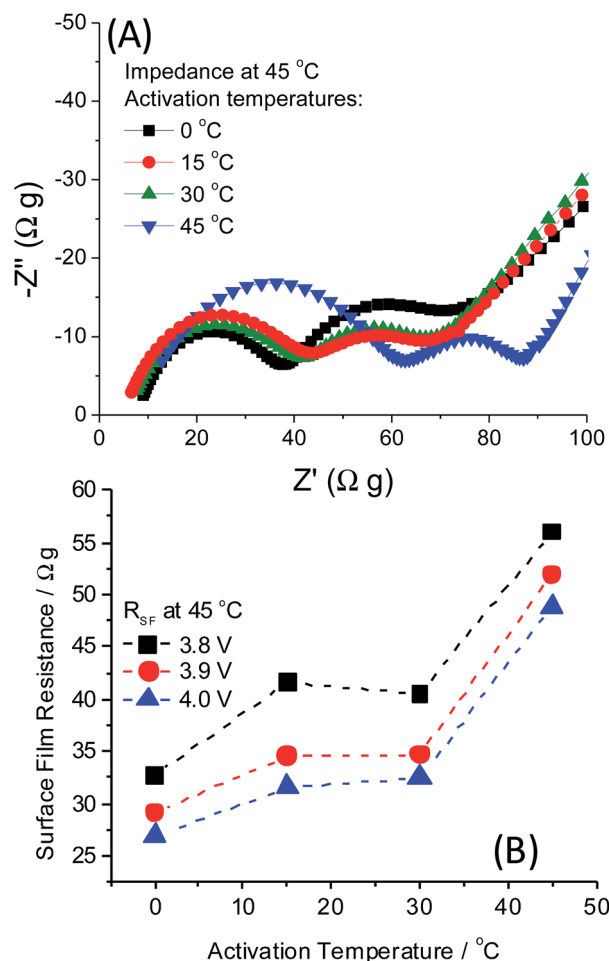 (A)
Impedance at 45 °C
Activation temperatures:
0 °C
15 °C
30 °C
45 °C
-Z'' (Ω g)
-50
-40
-30
-20
-10
0
0 20 40 60 80 100
Z' (Ω g)
60
55
50
45
40
35
30
25
R_SF at 45 °C
3.8 V
3.9 V
4.0 V
Surface Film Resistance / Ω g
(B)
0 10 20 30 40
Activation Temperature / °C